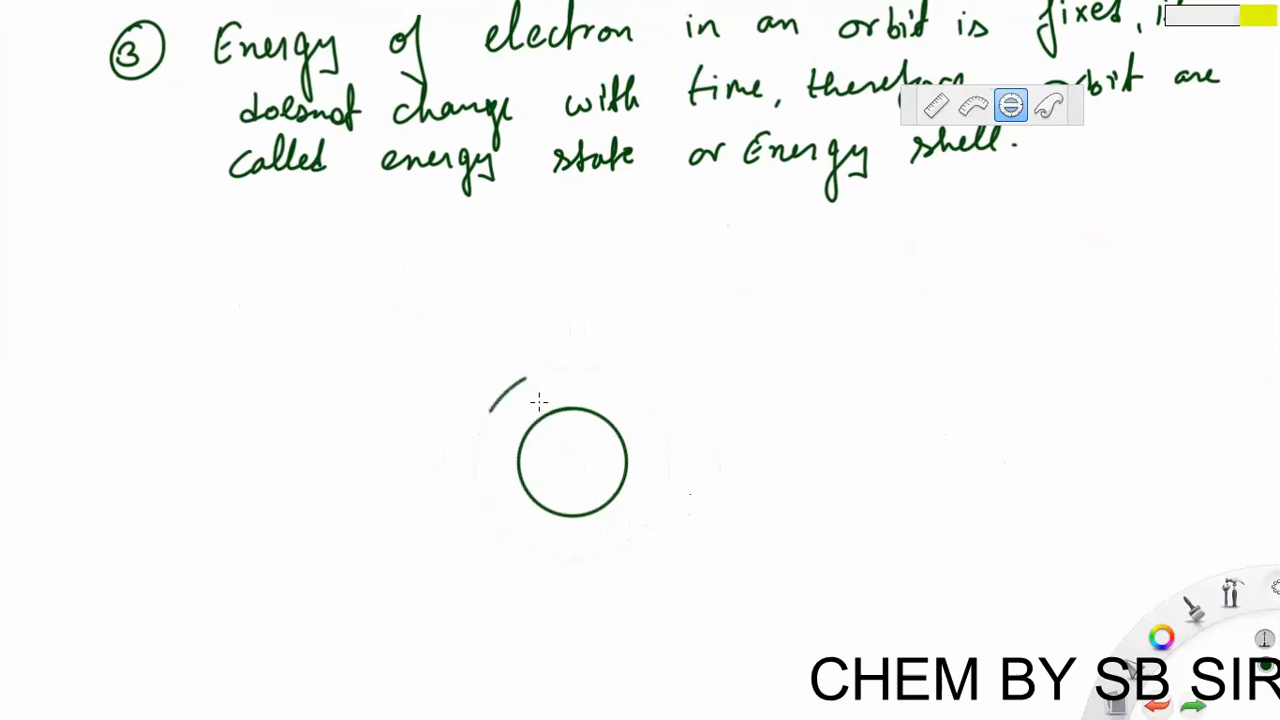 ③ Energy of electron in an orbit is fixed,
doesnot change with time, therefore orbit are
called energy state or Energy shell.
CHEM BY SB SIR